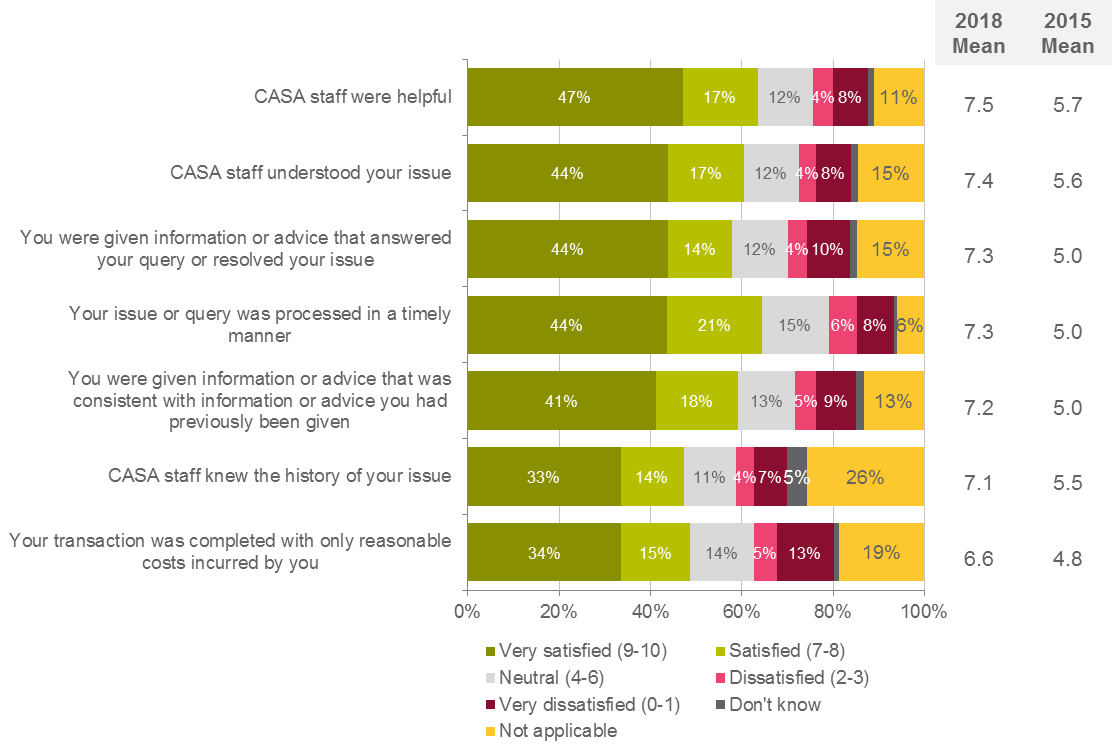 2018 Mean
2015 Mean
CASA staff were helpful
47% 17% 12% 4% 8% 11%
7.5 5.7
CASA staff understood your issue
44% 17% 12% 4% 8% 15%
7.4 5.6
You were given information or advice that answered
your query or resolved your issue
44% 14% 12% 4% 10% 15%
7.3 5.0
Your issue or query was processed in a timely
manner
44% 21% 15% 6% 8% 6%
7.3 5.0
You were given information or advice that was
consistent with information or advice you had
previously been given
41% 18% 13% 5% 9% 13%
7.2 5.0
CASA staff knew the history of your issue
33% 14% 11% 4% 7% 5% 26%
7.1 5.5
Your transaction was completed with only reasonable
costs incurred by you
34% 15% 14% 5% 13% 19%
6.6 4.8
0% 20% 40% 60% 80% 100%
Very satisfied (9-10) Satisfied (7-8)
Neutral (4-6) Dissatisfied (2-3)
Very dissatisfied (0-1) Don't know
Not applicable